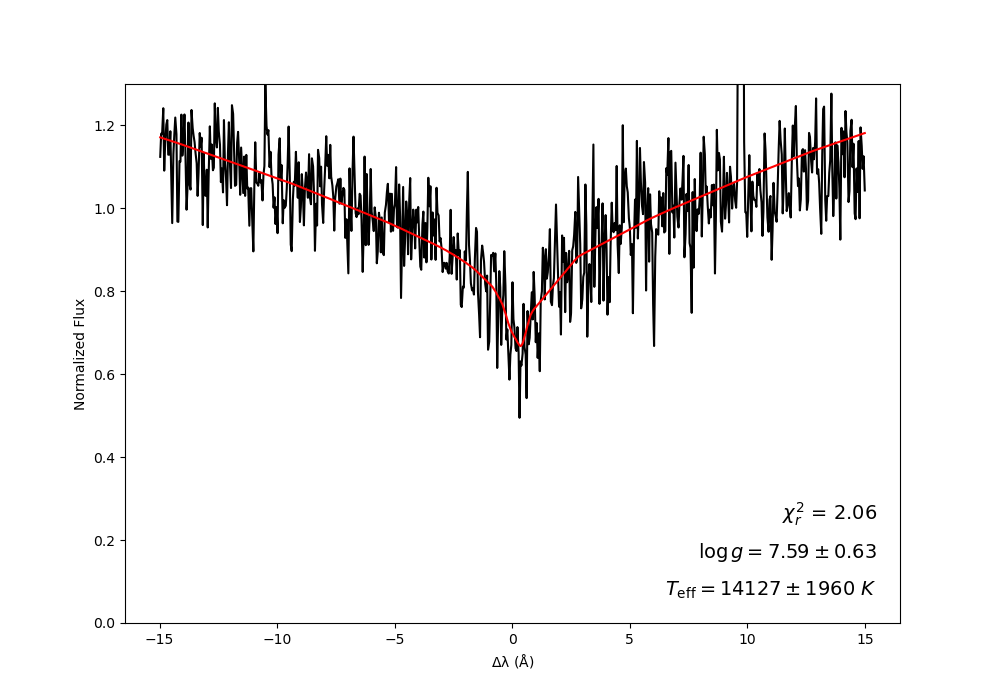 1.2
1.0
0.8
0.6
0.4
0.2
0.0
Normalized Flux
χ²ᵣ = 2.06
log g = 7.59 ± 0.63
T_eff = 14127 ± 1960 K
−15 −10 −5 0 5 10 15
Δλ (Å)